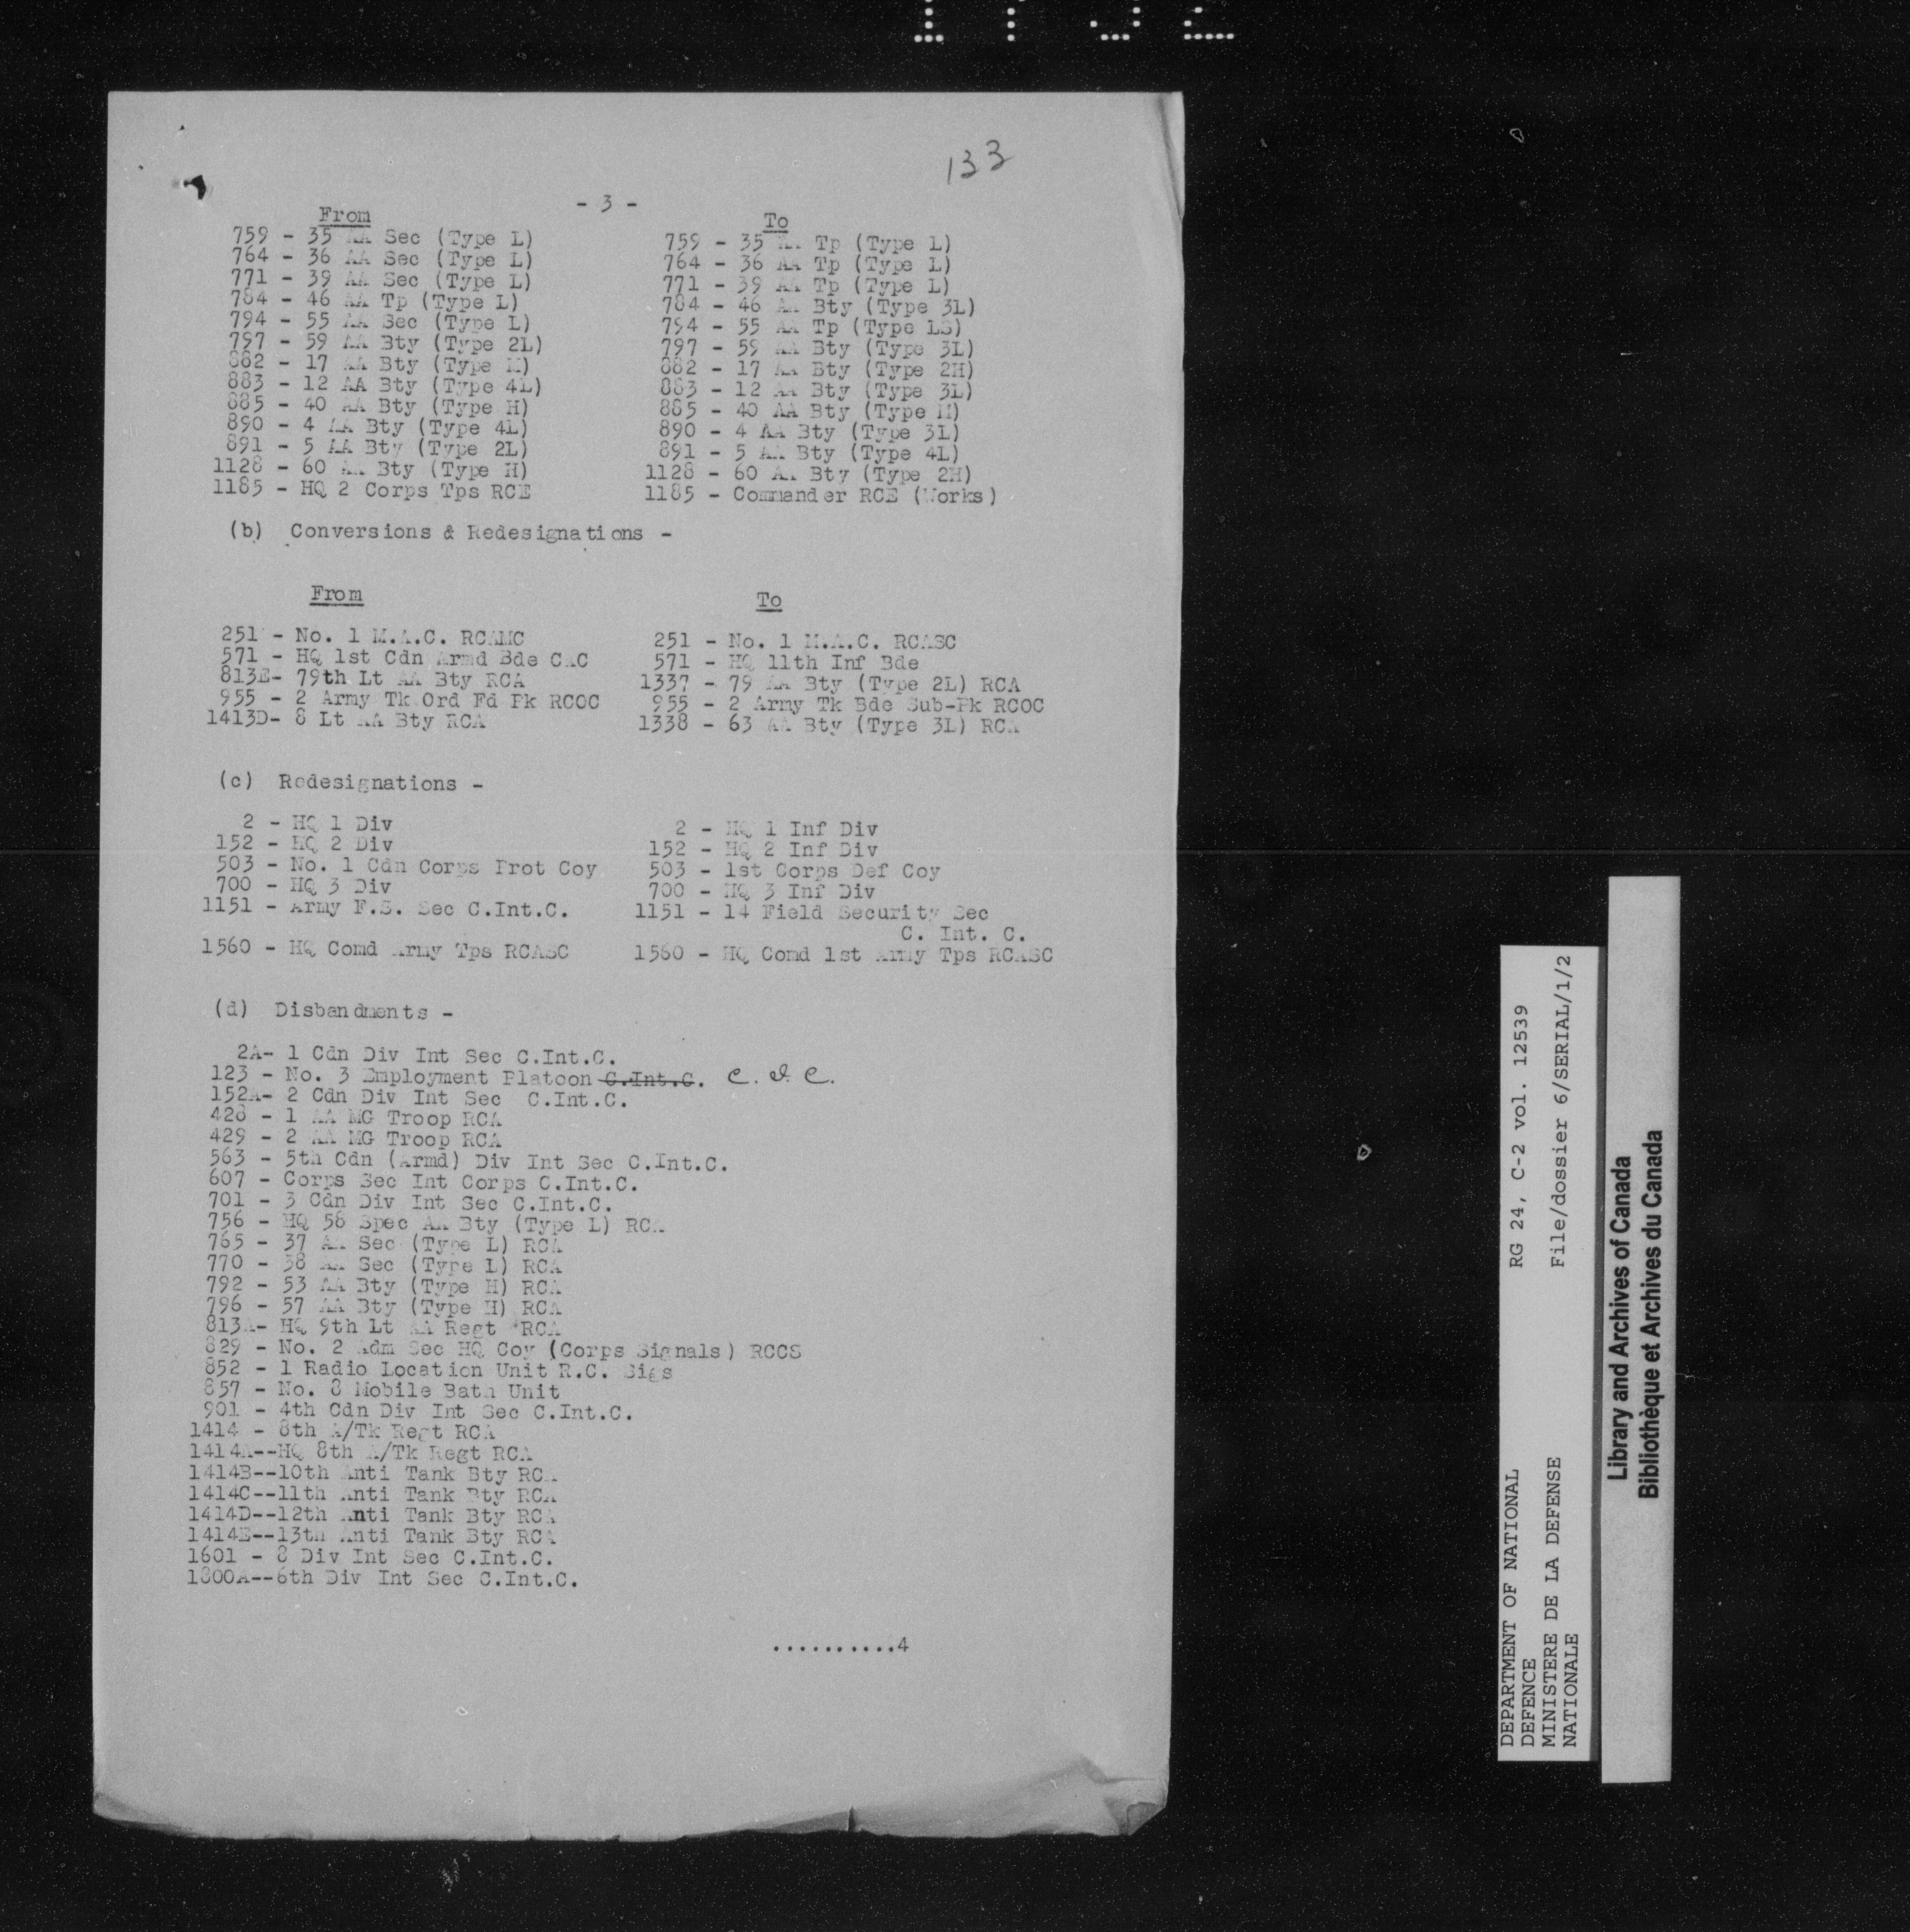 133
- 3 -
From To
759 - 35 AA Sec (Type L) 759 - 35 AA Tp (Type L)
764 - 36 AA Sec (Type L) 764 - 36 AA Tp (Type L)
771 - 39 AA Sec (Type L) 771 - 39 AA Tp (Type L)
784 - 46 AA Tp (Type L) 784 - 46 AA Bty (Type 3L)
794 - 55 AA Sec (Type L) 794 - 55 AA Tp (Type LS)
797 - 59 AA Bty (Type 2L) 797 - 59 AA Bty (Type 3L)
882 - 17 AA Bty (Type M) 882 - 17 AA Bty (Type 2H)
883 - 12 AA Bty (Type 4L) 883 - 12 AA Bty (Type 3L)
885 - 40 AA Bty (Type H) 885 - 40 AA Bty (Type M)
890 - 4 AA Bty (Type 4L) 890 - 4 AA Bty (Type 3L)
891 - 5 AA Bty (Type 2L) 891 - 5 AA Bty (Type 4L)
1128 - 60 AA Bty (Type H) 1128 - 60 AA Bty (Type 2H)
1185 - HQ 2 Corps Tps RCE 1185 - Commander RCE (Works)
(b) Conversions & Redesignations -
From To
251 - No. 1 M.A.C. RCAMC 251 - No. 1 M.A.C. RCASC
571 - HQ 1st Cdn Armd Bde CAC 571 - HQ 11th Inf Bde
813E- 79th Lt AA Bty RCA 1337 - 79 AA Bty (Type 2L) RCA
955 - 2 Army Tk Ord Fd Pk RCOC 955 - 2 Army Tk Bde Sub-Pk RCOC
1413D- 8 Lt AA Bty RCA 1338 - 63 AA Bty (Type 3L) RCA
(c) Redesignations -
2 - HQ 1 Div 2 - HQ 1 Inf Div
152 - HQ 2 Div 152 - HQ 2 Inf Div
503 - No. 1 Cdn Corps Prot Coy 503 - 1st Corps Def Coy
700 - HQ 3 Div 700 - HQ 3 Inf Div
1151 - Army F.S. Sec C.Int.C. 1151 - 14 Field Security Sec
C. Int. C.
1560 - HQ Comd Army Tps RCASC 1560 - HQ Comd 1st Army Tps RCASC
(d) Disbandments -
2A- 1 Cdn Div Int Sec C.Int.C.
123 - No. 3 Employment Platoon C.Int.C. C. I. C.
152A- 2 Cdn Div Int Sec C.Int.C.
428 - 1 AA MG Troop RCA
429 - 2 AA MG Troop RCA
563 - 5th Cdn (Armd) Div Int Sec C.Int.C.
607 - Corps Sec Int Corps C.Int.C.
701 - 3 Cdn Div Int Sec C.Int.C.
756 - HQ 58 Spec AA Bty (Type L) RCA
765 - 37 AA Sec (Type L) RCA
770 - 38 AA Sec (Type L) RCA
792 - 53 AA Bty (Type H) RCA
796 - 57 AA Bty (Type H) RCA
813A- HQ 9th Lt AA Regt RCA
829 - No. 2 Adm Sec HQ Coy (Corps Signals) RCCS
852 - 1 Radio Location Unit R.C. Sigs
857 - No. 8 Mobile Bath Unit
901 - 4th Cdn Div Int Sec C.Int.C.
1414 - 8th A/Tk Regt RCA
1414A--HQ 8th A/Tk Regt RCA
1414B--10th Anti Tank Bty RCA
1414C--11th Anti Tank Bty RCA
1414D--12th Anti Tank Bty RCA
1414E--13th Anti Tank Bty RCA
1601 - 8 Div Int Sec C.Int.C.
1800A--6th Div Int Sec C.Int.C.
..........4
DEPARTMENT OF NATIONAL RG 24, C-2 vol. 12539
DEFENCE
MINISTERE DE LA DEFENSE File/dossier 6/SERIAL/1/2
NATIONALE
Library and Archives of Canada
Bibliothèque et Archives du Canada